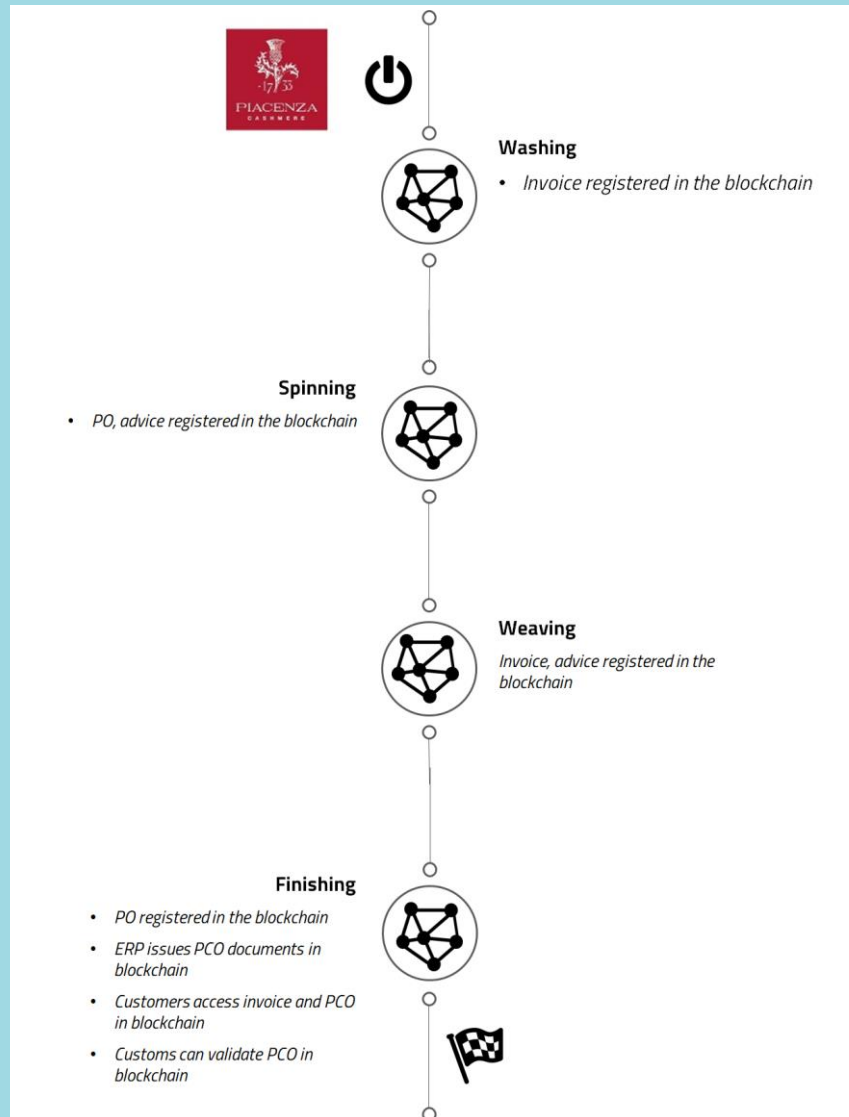 ·1733
PIACENZA
CASHMERE
Washing
• Invoice registered in the blockchain
Spinning
• PO, advice registered in the blockchain
Weaving
Invoice, advice registered in the
blockchain
Finishing
• PO registered in the blockchain
• ERP issues PCO documents in
blockchain
• Customers access invoice and PCO
in blockchain
• Customs can validate PCO in
blockchain